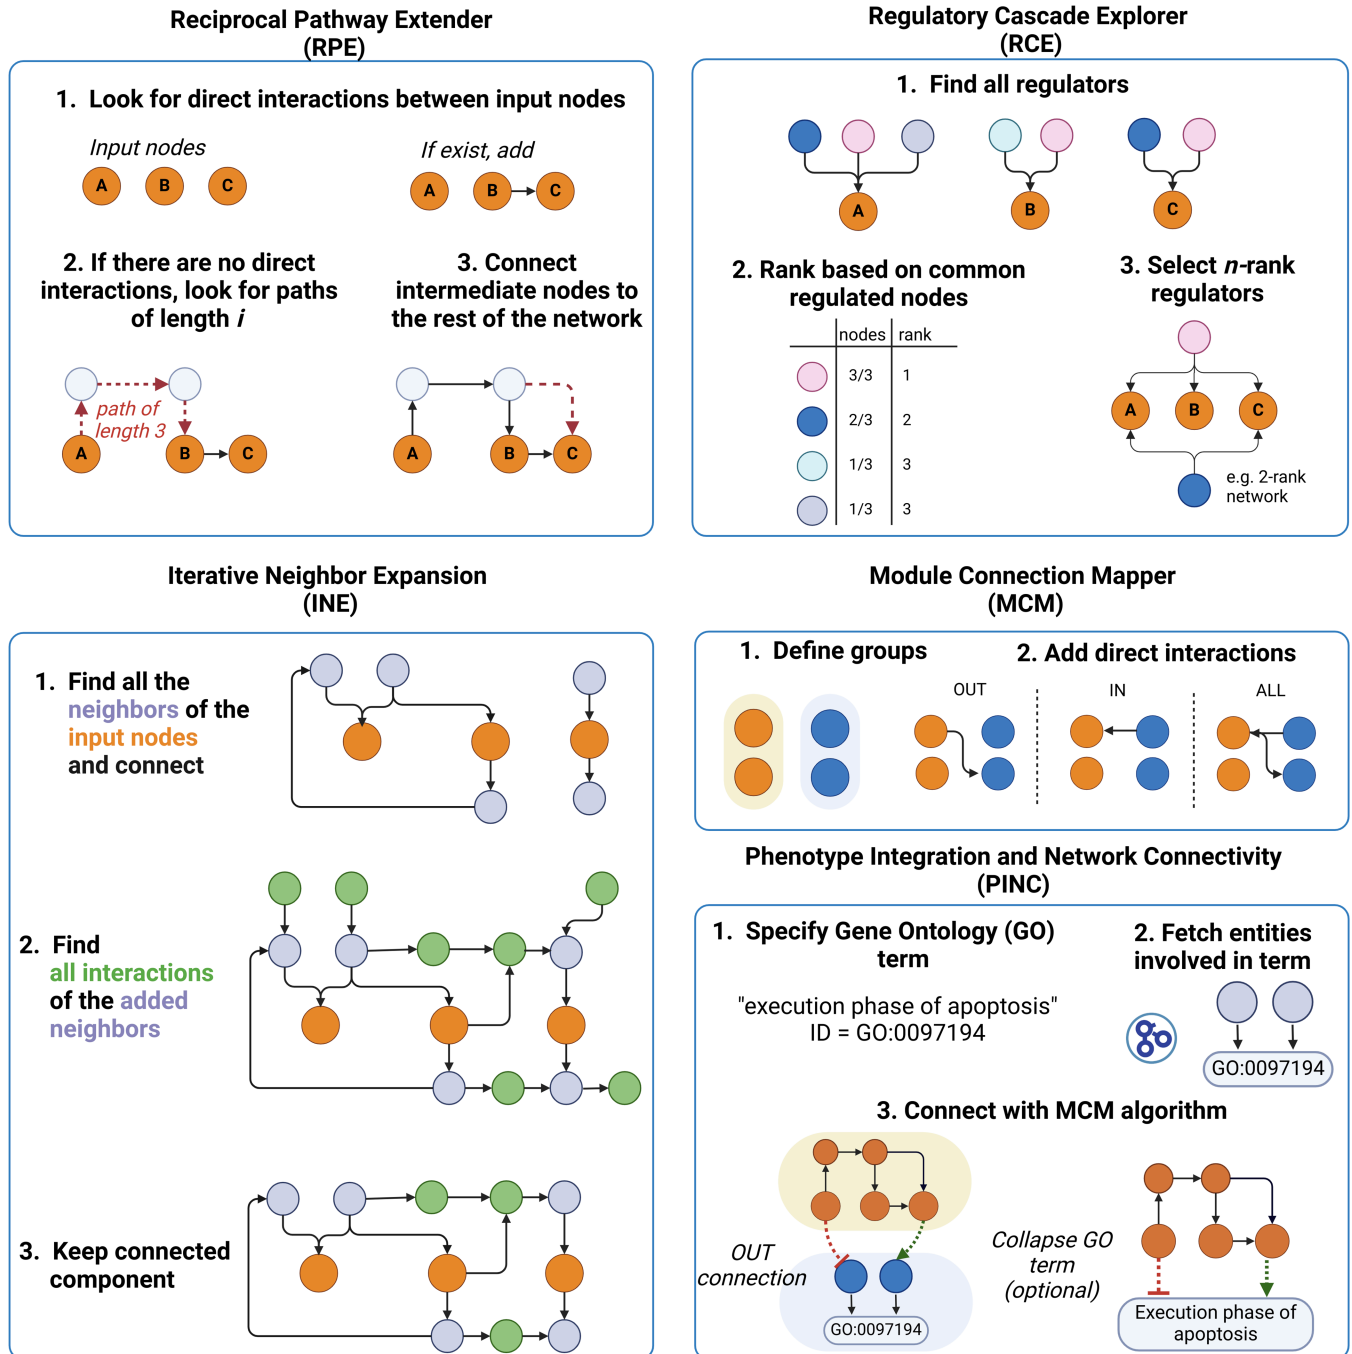 Reciprocal Pathway Extender
(RPE)
1. Look for direct interactions between input nodes
Input nodes
If exist, add
A
B
C
A
B
C
2. If there are no direct
interactions, look for paths
of length i
3. Connect
intermediate nodes to
the rest of the network
path of
length 3
A
B
C
A
B
C
Regulatory Cascade Explorer
(RCE)
1. Find all regulators
A
B
C
2. Rank based on common
regulated nodes
nodes
rank
3/3
1
2/3
2
1/3
3
1/3
3
3. Select n-rank
regulators
A
B
C
e.g. 2-rank
network
Iterative Neighbor Expansion
(INE)
1. Find all the
neighbors of the
input nodes
and connect
2. Find
all interactions
of the added
neighbors
3. Keep connected
component
Module Connection Mapper
(MCM)
1. Define groups
2. Add direct interactions
OUT
IN
ALL
Phenotype Integration and Network Connectivity
(PINC)
1. Specify Gene Ontology (GO)
term
"execution phase of apoptosis"
ID = GO:0097194
2. Fetch entities
involved in term
GO:0097194
3. Connect with MCM algorithm
OUT
connection
GO:0097194
Collapse GO
term
(optional)
Execution phase of
apoptosis